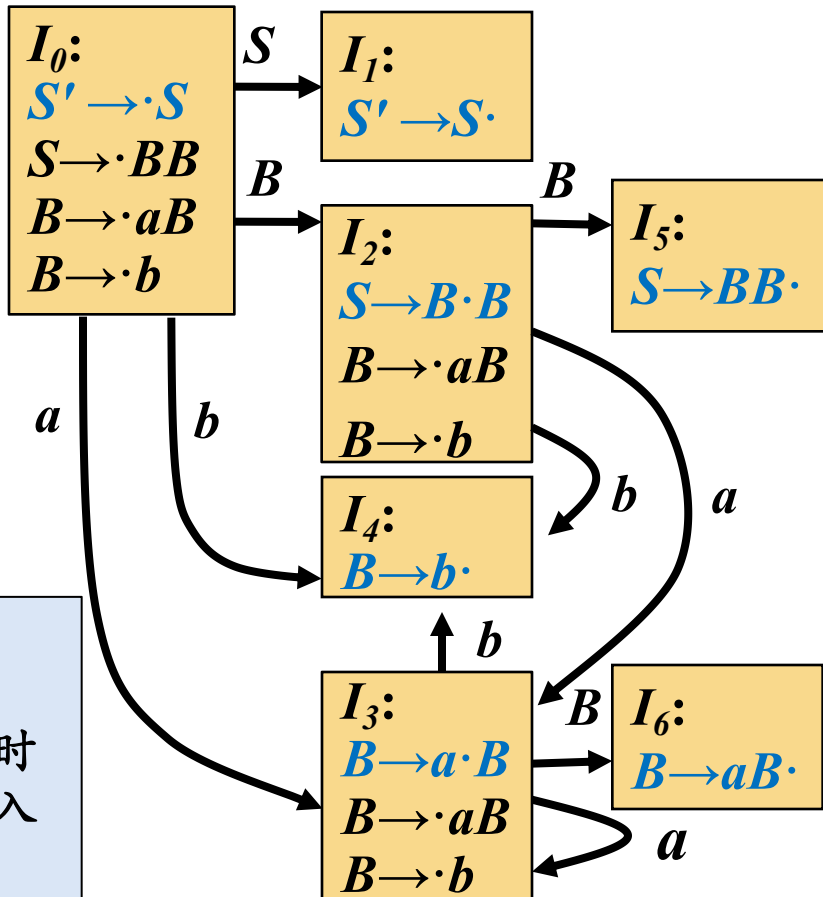 I₀:
S' →·S
S→·BB
B→·aB
B→·b
S
I₁:
S' →S·
B
I₂:
S→B·B
B→·aB
B→·b
B
I₅:
S→BB·
a
b
b
a
I₄:
B→b·
b
I₃:
B→a·B
B→·aB
B→·b
B
I₆:
B→aB·
a
时
入